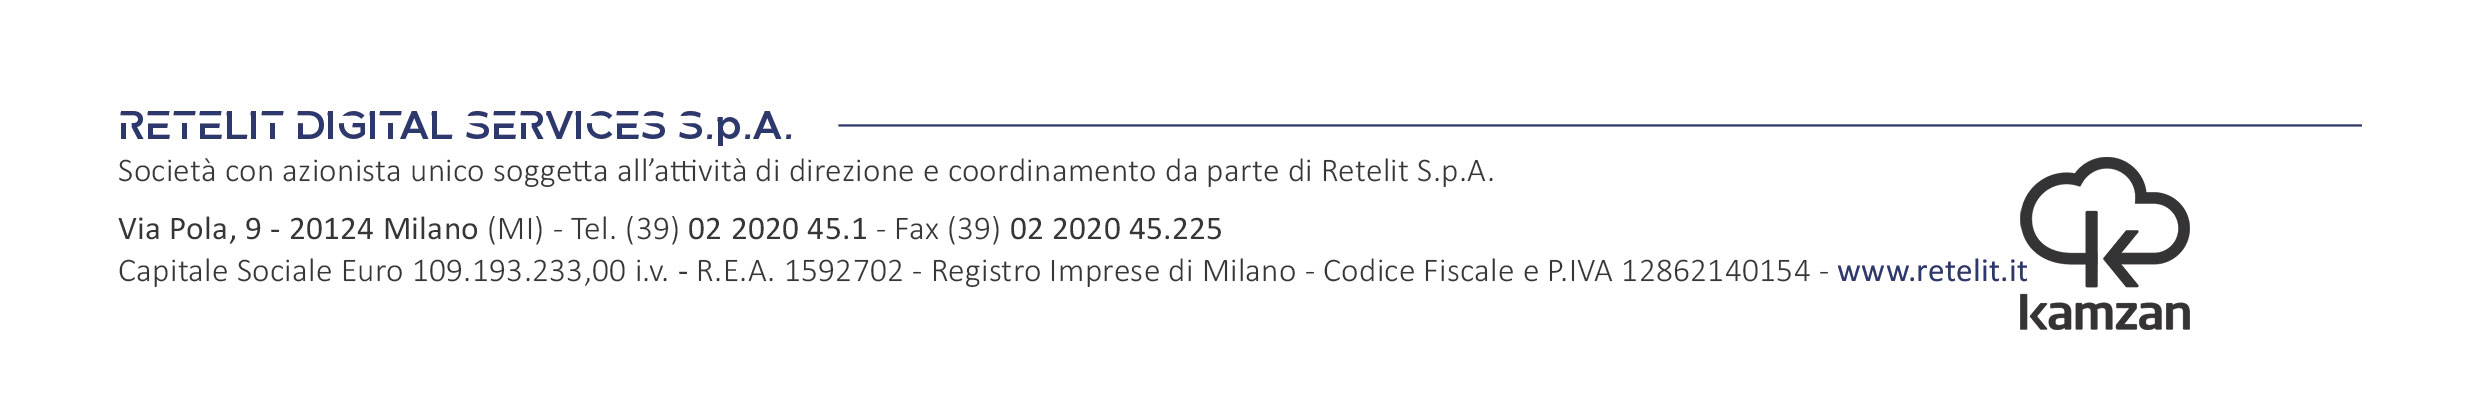 RETELIT DIGITAL SERVICES S.p.A.
Società con azionista unico soggetta all’attività di direzione e coordinamento da parte di Retelit S.p.A.
Via Pola, 9 - 20124 Milano (MI) - Tel. (39) 02 2020 45.1 - Fax (39) 02 2020 45.225
Capitale Sociale Euro 109.193.233,00 i.v. - R.E.A. 1592702 - Registro Imprese di Milano - Codice Fiscale e P.IVA 12862140154 - www.retelit.it
kamzan